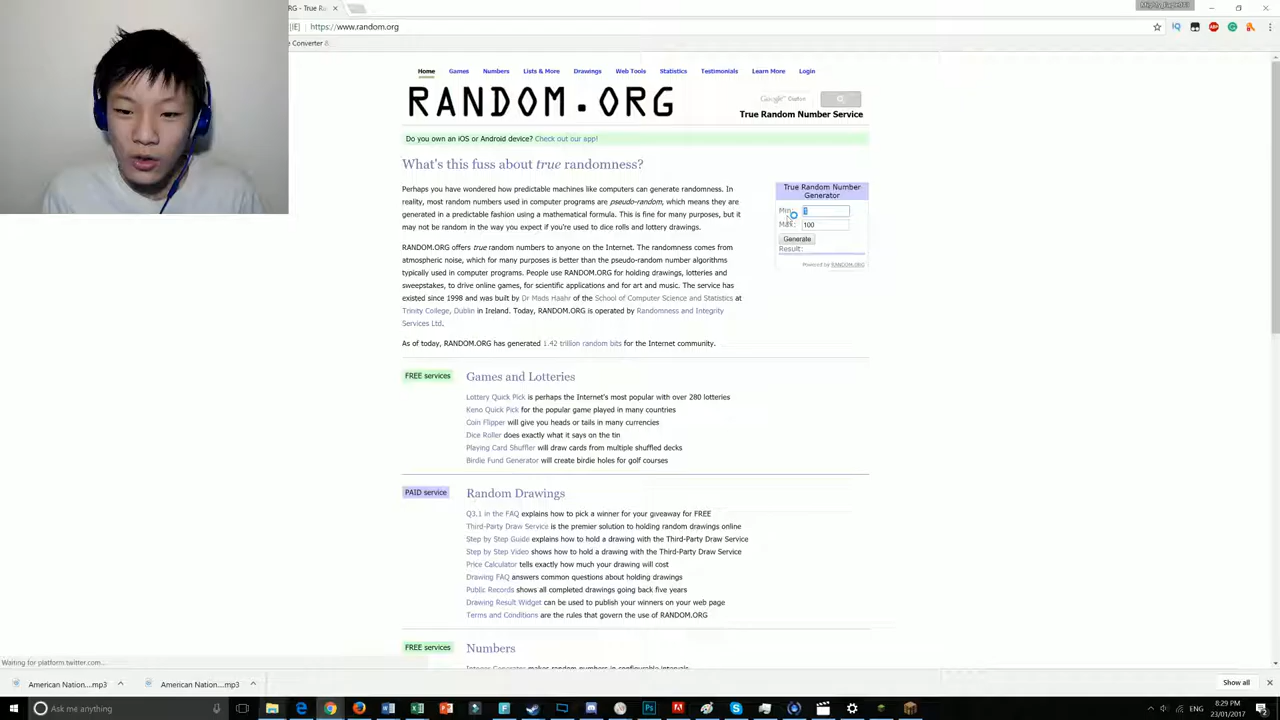 RG - True Ra
https://www.random.org
e Converter &
Home Games Numbers Lists & More Drawings Web Tools Statistics Testimonials Learn More Login
RANDOM.ORG
Google
True Random Number Service
Do you own an iOS or Android device? Check out our app!
What's this fuss about true randomness?
Perhaps you have wondered how predictable machines like computers can generate randomness. In
reality, most random numbers used in computer programs are pseudo-random, which means they are
generated in a predictable fashion using a mathematical formula. This is fine for many purposes, but it
may not be random in the way you expect if you're used to dice rolls and lottery drawings.
RANDOM.ORG offers true random numbers to anyone on the Internet. The randomness comes from
atmospheric noise, which for many purposes is better than the pseudo-random number algorithms
typically used in computer programs. People use RANDOM.ORG for holding drawings, lotteries and
sweepstakes, to drive online games, for scientific applications and for art and music. The service has
existed since 1998 and was built by Dr Mads Haahr of the School of Computer Science and Statistics at
Trinity College, Dublin in Ireland. Today, RANDOM.ORG is operated by Randomness and Integrity
Services Ltd.
As of today, RANDOM.ORG has generated 1.42 trillion random bits for the Internet community.
True Random Number
Generator
Min: 1
Max: 100
Generate
Result:
Powered by RANDOM.ORG
FREE services
Games and Lotteries
Lottery Quick Pick is perhaps the Internet's most popular with over 280 lotteries
Keno Quick Pick for the popular game played in many countries
Coin Flipper will give you heads or tails in many currencies
Dice Roller does exactly what it says on the tin
Playing Card Shuffler will draw cards from multiple shuffled decks
Birdie Fund Generator will create birdie holes for golf courses
PAID service
Random Drawings
Q3.1 in the FAQ explains how to pick a winner for your giveaway for FREE
Third-Party Draw Service is the premier solution to holding random drawings online
Step by Step Guide explains how to hold a drawing with the Third-Party Draw Service
Step by Step Video shows how to hold a drawing with the Third-Party Draw Service
Price Calculator tells exactly how much your drawing will cost
Drawing FAQ answers common questions about holding drawings
Public Records shows all completed drawings going back five years
Drawing Result Widget can be used to publish your winners on your web page
Terms and Conditions are the rules that govern the use of RANDOM.ORG
FREE services
Numbers
Integer Generator makes random numbers in configurable intervals
Waiting for platform.twitter.com...
American Nation....mp3
American Nation....mp3
Show all
Ask me anything
ENG
8:29 PM
23/01/2017